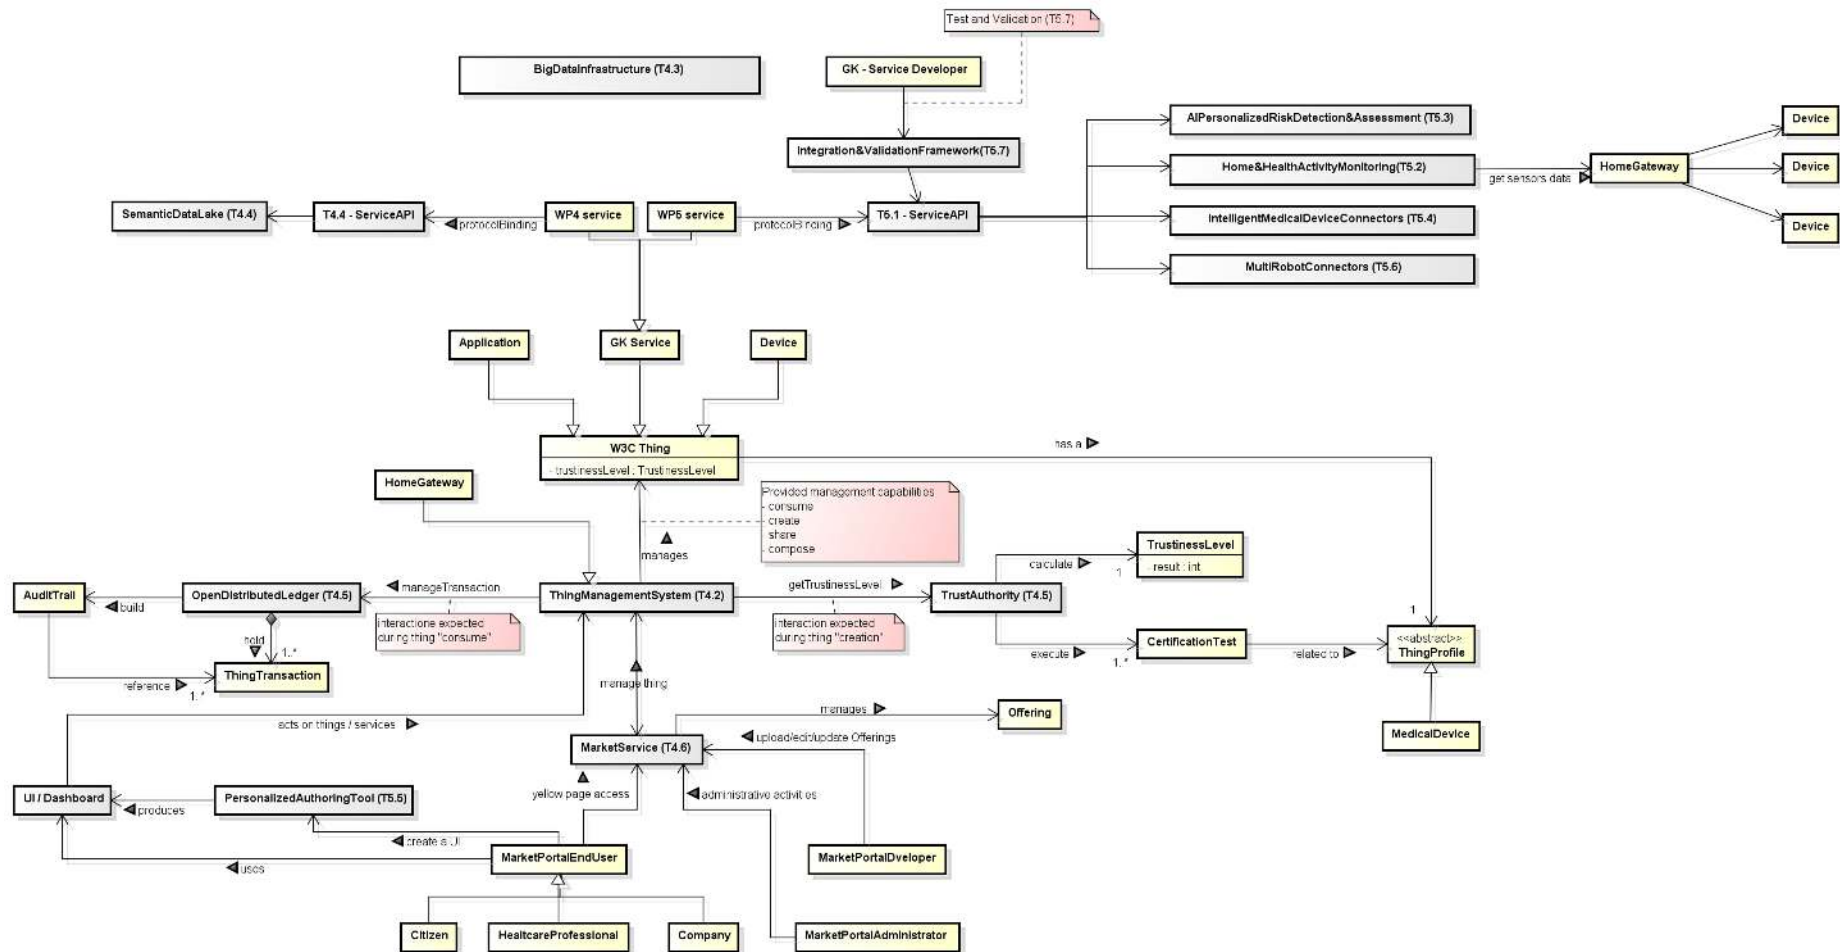 Test and Validation (T5.7)
BigDataInfrastructure (T4.3)
GK - Service Developer
AIPersonalizedRiskDetection&Assessment (T5.3)
Device
Integration&ValidationFramework(T5.7)
Home&HealthActivityMonitoring(T5.2)
get sensors data
HomeGateway
Device
SemanticDataLake (T4.4)
T4.4 - ServiceAPI
protocolBinding
WP4 service
WP5 service
protocolBinding
T5.1 - ServiceAPI
IntelligentMedicalDeviceConnectors (T5.4)
Device
MultiRobotConnectors (T5.6)
Application
GK Service
Device
W3C Thing
- trustinessLevel : TrustinessLevel
has a
HomeGateway
Provided management capabilities
- consume
- create
- share
- compose
manages
TrustinessLevel
- result : int
calculate
1
AuditTrail
build
OpenDistributedLedger (T4.5)
manageTransaction
ThingManagementSystem (T4.2)
getTrustinessLevel
TrustAuthority (T4.5)
1
interactione expected
during thing "consume"
interaction expected
during thing "creation"
hold
1..*
execute
1..*
CertificationTest
related to
<<abstract>>
ThingProfile
reference
1..*
ThingTransaction
manage thing
acts on things / services
manages
Offering
MarketService (T4.6)
upload/edit/update Offerings
MedicalDevice
UI / Dashboard
produces
PersonalizedAuthoringTool (T5.5)
yellow page access
administrative activities
create a UI
uses
MarketPortalEndUser
MarketPortalDveloper
Citizen
HealtcareProfessional
Company
MarketPortalAdministrator